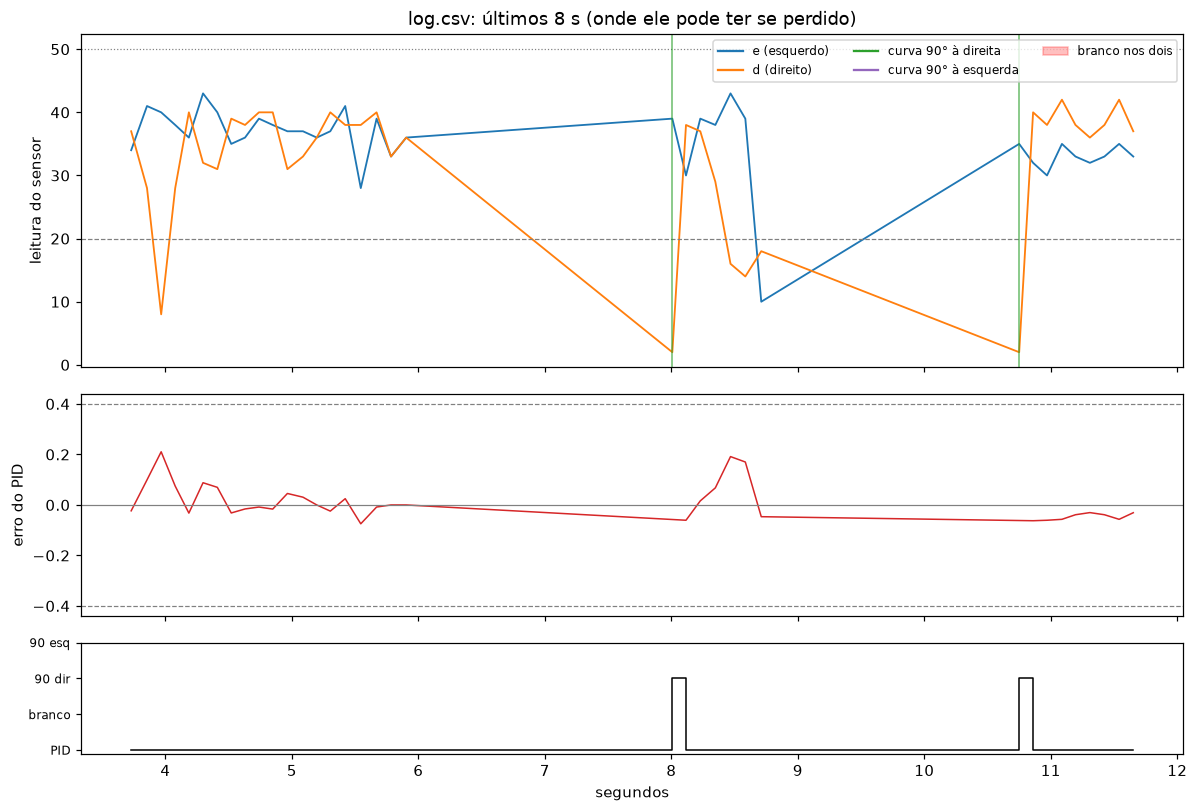 log.csv: últimos 8 s (onde ele pode ter se perdido)
e (esquerdo)
d (direito)
curva 90° à direita
curva 90° à esquerda
branco nos dois
leitura do sensor
50
40
30
20
10
0
erro do PID
0.4
0.2
0.0
−0.2
−0.4
90 esq
90 dir
branco
PID
4 5 6 7 8 9 10 11 12
segundos